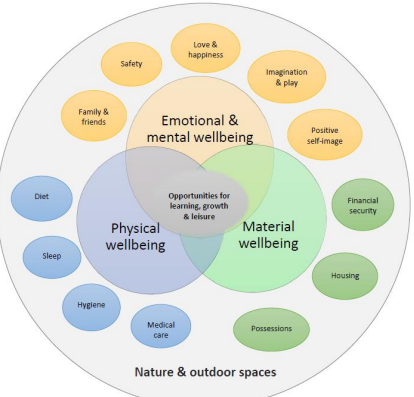 Love &
happiness
Safety
Imagination
& play
Family &
friends
Emotional &
mental wellbeing
Positive
self-image
Diet
Opportunities for
learning, growth
& leisure
Financial
security
Physical
wellbeing
Material
wellbeing
Sleep
Housing
Hygiene
Medical
care
Possessions
Nature & outdoor spaces